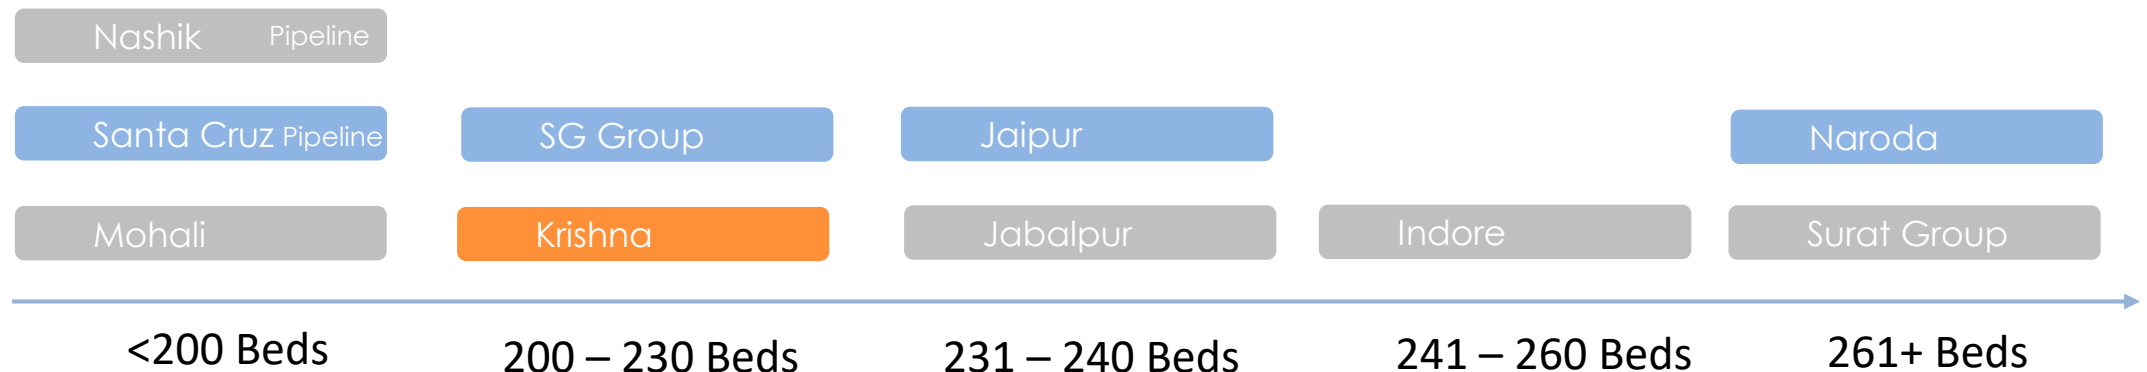 Nashik Pipeline
Santa Cruz Pipeline SG Group Jaipur Naroda
Mohali Krishna Jabalpur Indore Surat Group
<200 Beds 200 – 230 Beds 231 – 240 Beds 241 – 260 Beds 261+ Beds